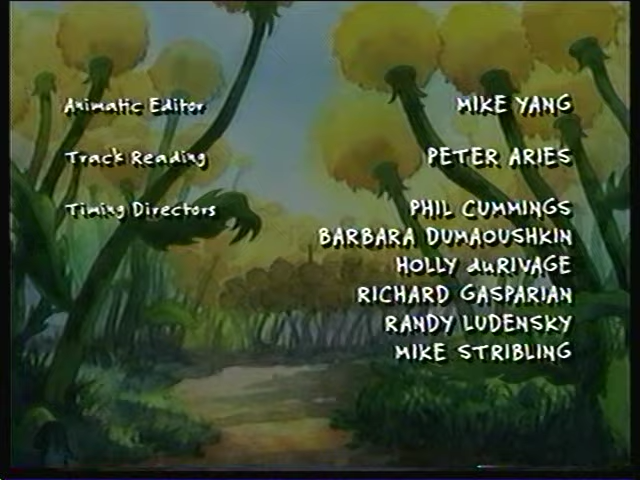 Animatic Editor MIKE YANG
Track Reading PETER ARIES
Timing Directors PHIL CUMMINGS
BARBARA DUMAOUSHKIN
HOLLY duRIVAGE
RICHARD GASPARIAN
RANDY LUDENSKY
MIKE STRIBLING